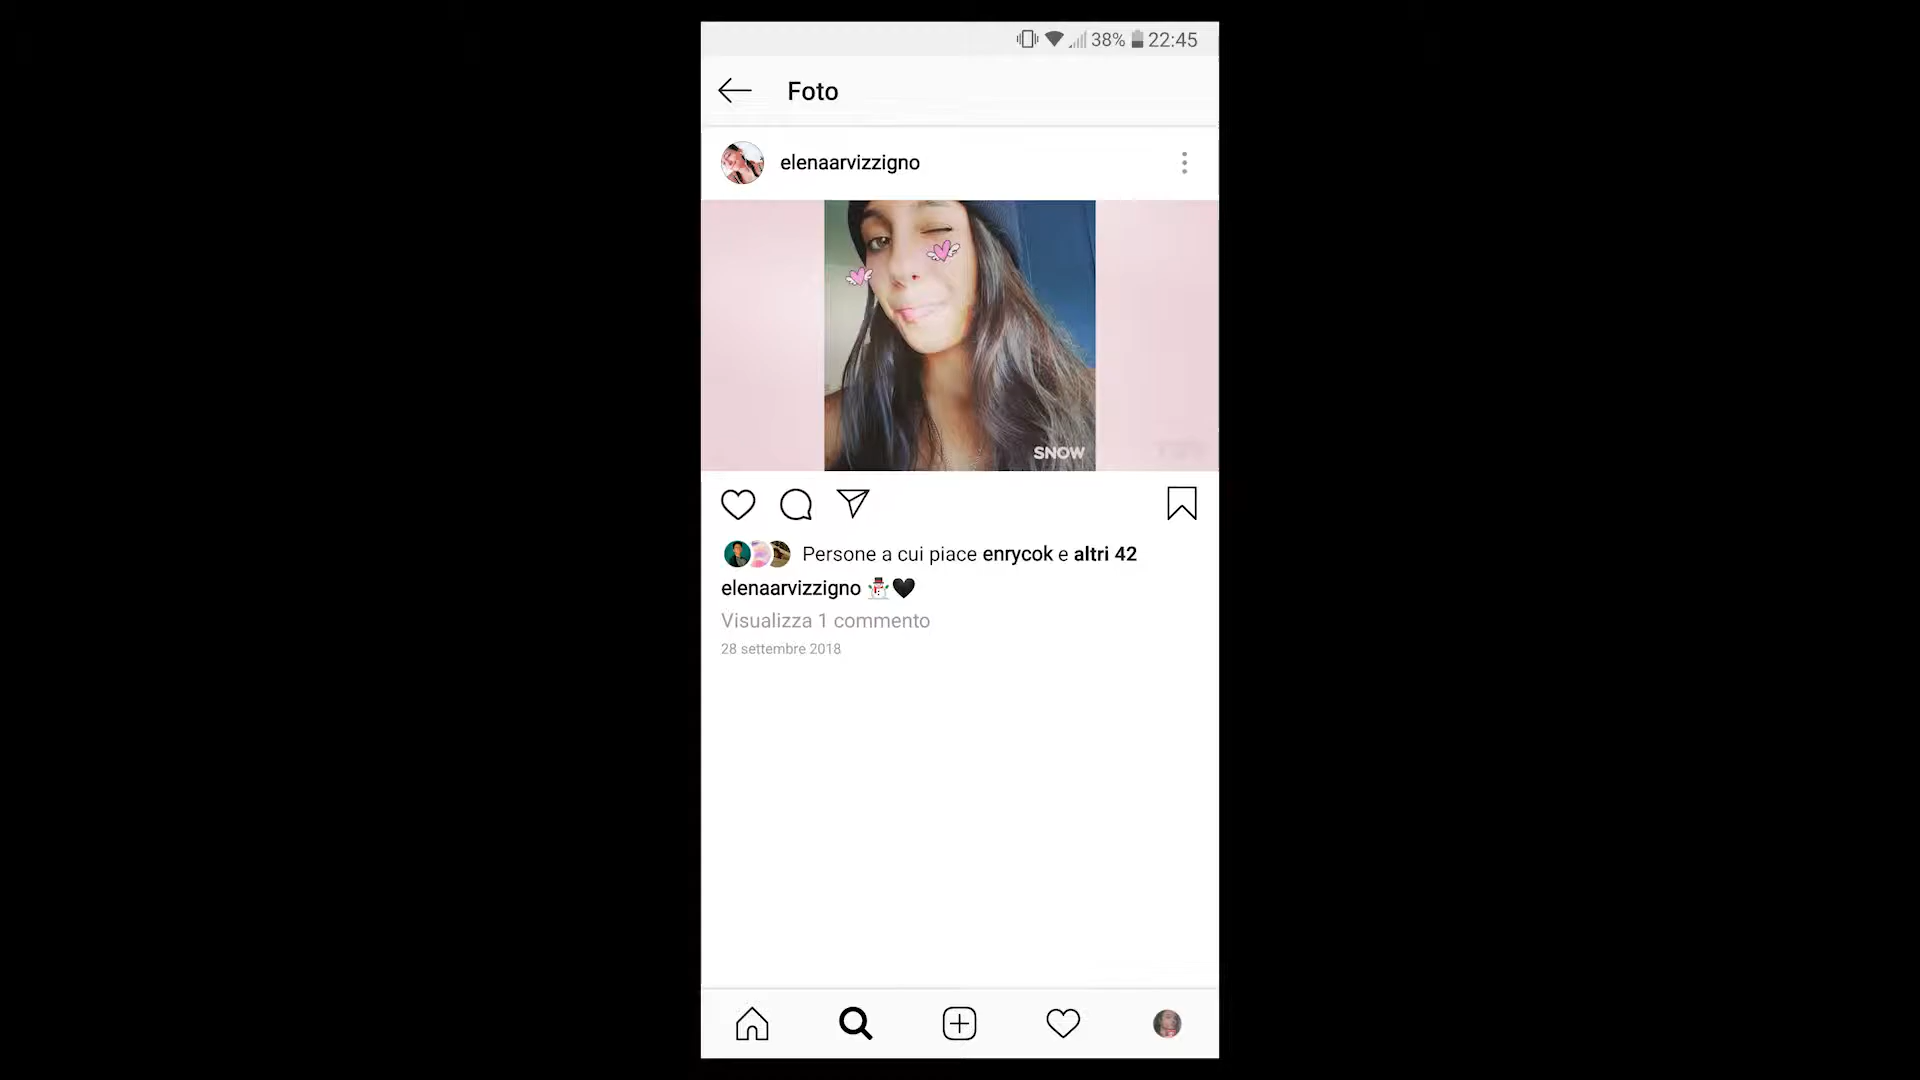 38% 22:45
Foto
elenaarvizzigno
SNOW
Persone a cui piace enrycok e altri 42
elenaarvizzigno ☃️🖤
Visualizza 1 commento
28 settembre 2018